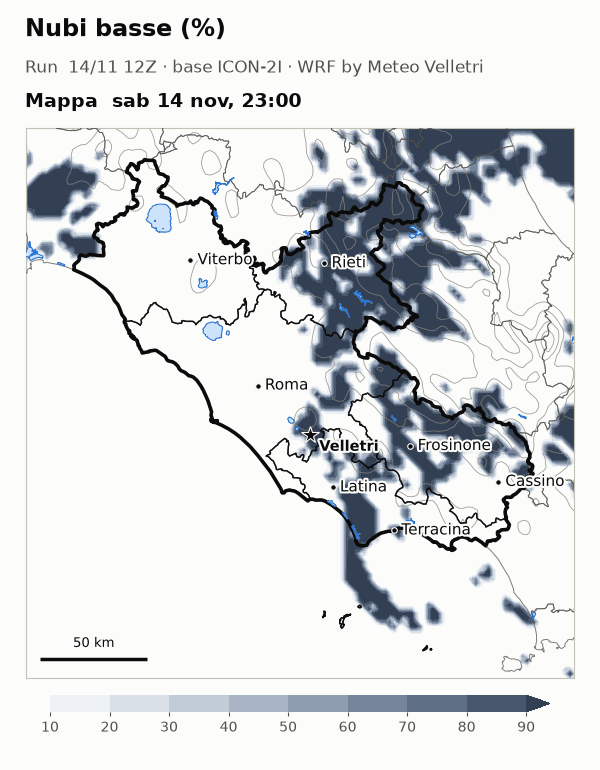 Nubi basse (%)
Run  14/11 12Z · base ICON-2I · WRF by Meteo Velletri
Mappa  sab 14 nov, 23:00
Viterbo
Rieti
Roma
Velletri
Frosinone
Latina
Cassino
Terracina
50 km
10 20 30 40 50 60 70 80 90